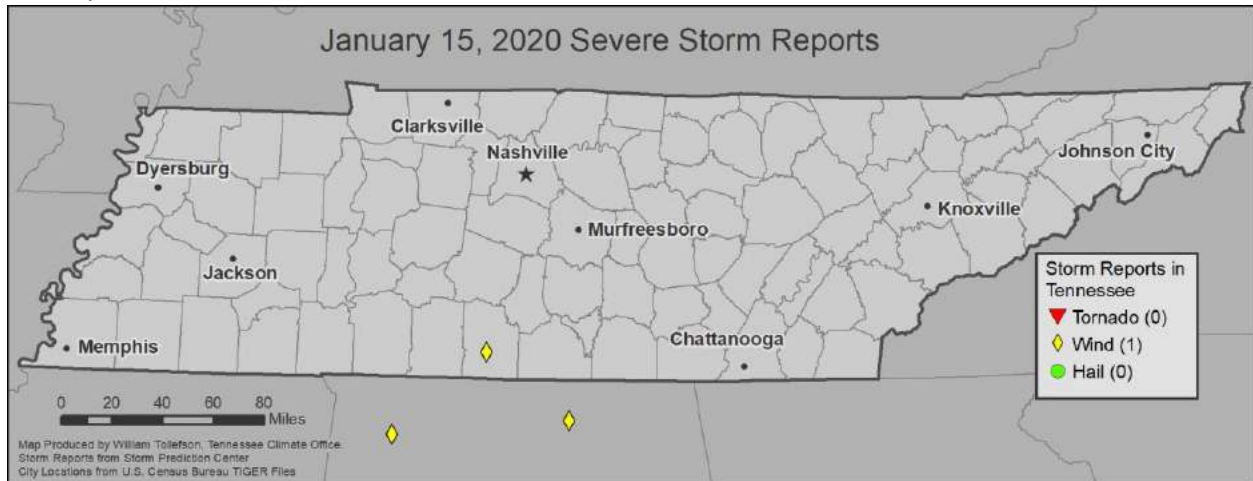 January 15, 2020 Severe Storm Reports
Clarksville
Nashville
Johnson City
Dyersburg
Knoxville
Murfreesboro
Jackson
Storm Reports in
Tennessee
Tornado (0)
Wind (1)
Hail (0)
Memphis
Chattanooga
0 20 40 60 80
Miles
Map Produced by William Tollefson, Tennessee Climate Office.
Storm Reports from Storm Prediction Center
City Locations from U.S. Census Bureau TIGER Files